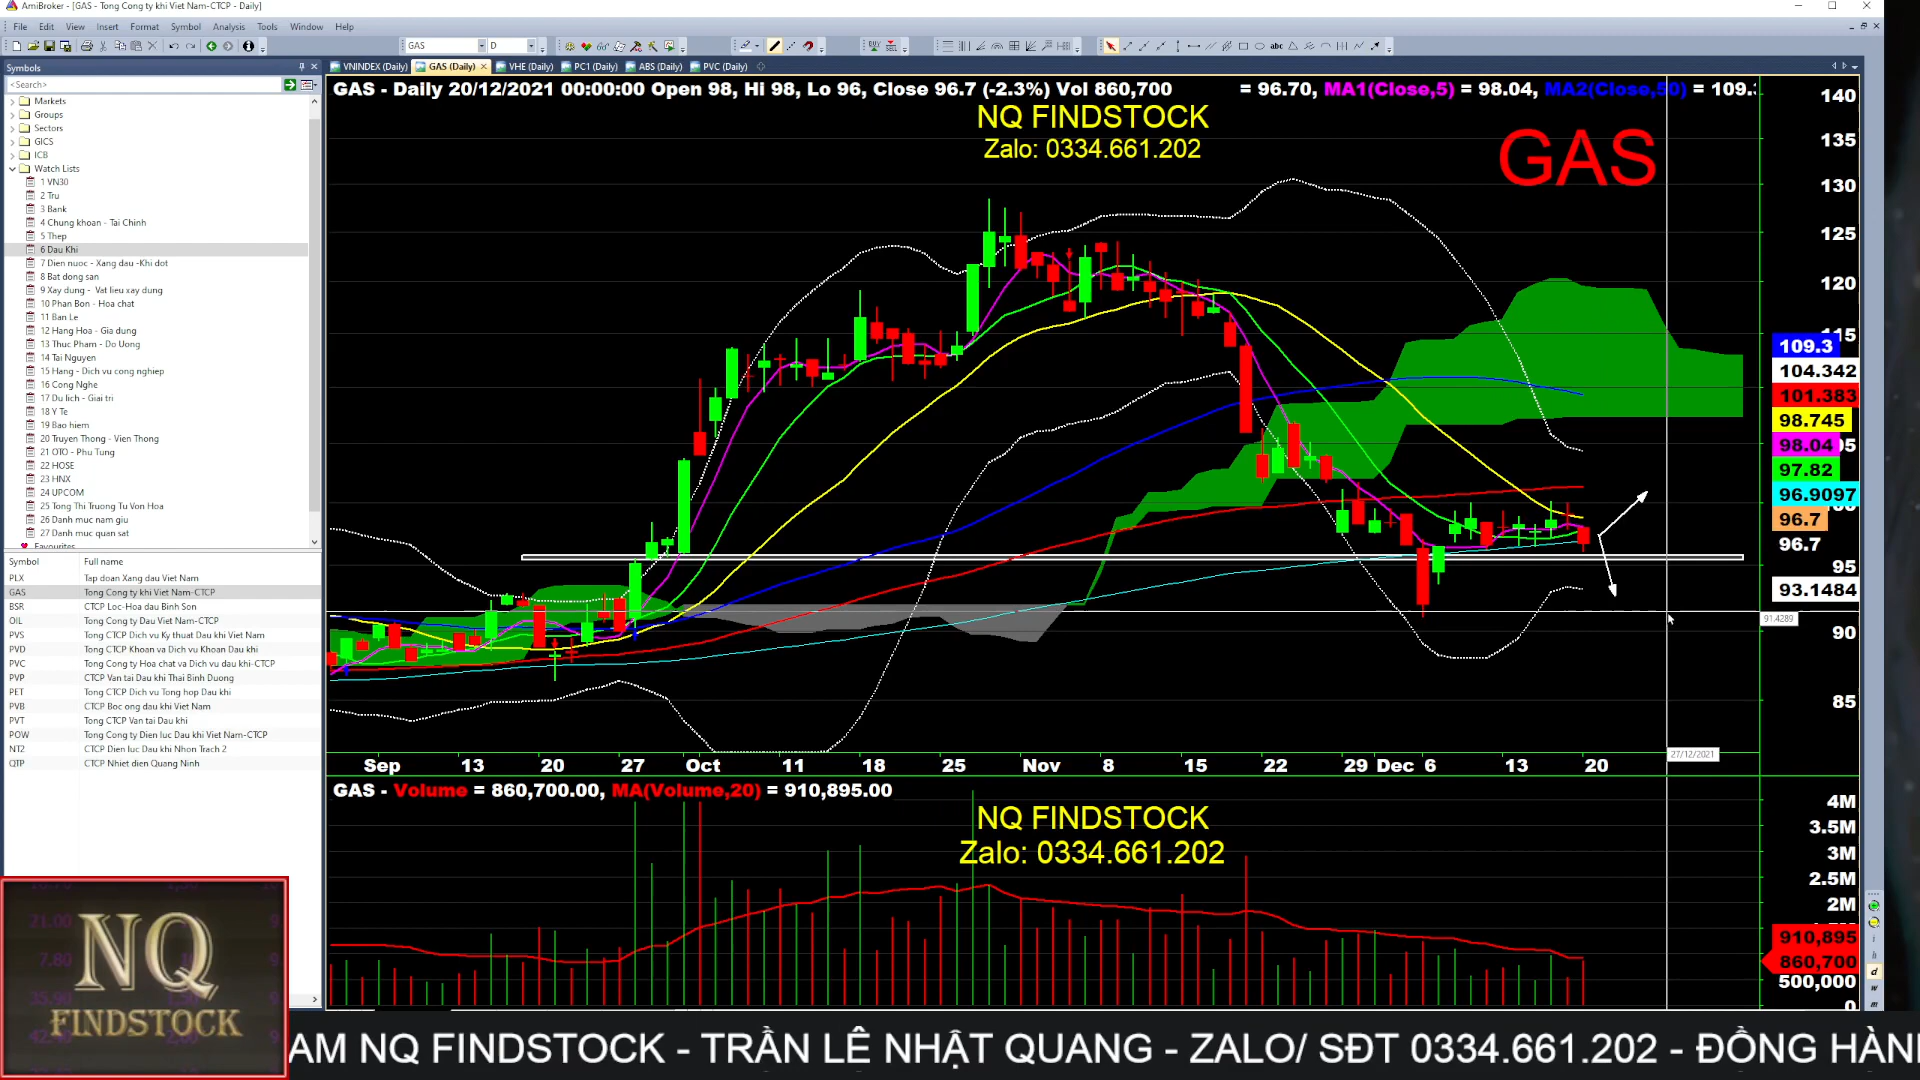 AmiBroker - [GAS - Tong Cong ty khi Viet Nam-CTCP - Daily]
File Edit View Insert Format Symbol Analysis Tools Window Help
GAS D
Symbols
<Search>
VNINDEX (Daily) GAS (Daily) VHE (Daily) PC1 (Daily) ABS (Daily) PVC (Daily)
Markets
Groups
Sectors
GICS
ICB
Watch Lists
1 VN30
2 Tru
3 Bank
4 Chung khoan - Tai Chinh
5 Thep
6 Dau Khi
7 Dien nuoc - Xang dau -Khi dot
8 Bat dong san
9 Xay dung - Vat lieu xay dung
10 Phan Bon - Hoa chat
11 Ban Le
12 Hang Hoa - Gia dung
13 Thuc Pham - Do Uong
14 Tai Nguyen
15 Hang - Dich vu cong nghiep
16 Cong Nghe
17 Du lich - Giai tri
18 Y Te
19 Bao hiem
20 Truyen Thong - Vien Thong
21 OTO - Phu Tung
22 HOSE
23 HNX
24 UPCOM
25 Tong Thi Truong Tu Von Hoa
26 Danh muc nam giu
27 Danh muc quan sat
Favourites
Symbol Full name
PLX Tap doan Xang dau Viet Nam
GAS Tong Cong ty khi Viet Nam-CTCP
BSR CTCP Loc-Hoa dau Binh Son
OIL Tong Cong ty Dau Viet Nam-CTCP
PVS Tong CTCP Dich vu Ky thuat Dau khi Viet Nam
PVD Tong CTCP Khoan va Dich vu Khoan Dau khi
PVC Tong Cong ty Hoa chat va Dich vu dau khi-CTCP
PVP CTCP Van tai Dau khi Thai Binh Duong
PET Tong CTCP Dich vu Tong hop Dau khi
PVB CTCP Boc ong dau khi Viet Nam
PVT Tong CTCP Van tai Dau khi
POW Tong Cong ty Dien luc Dau khi Viet Nam-CTCP
NT2 CTCP Dien luc Dau khi Nhon Trach 2
QTP CTCP Nhiet dien Quang Ninh
GAS - Daily 20/12/2021 00:00:00 Open 98, Hi 98, Lo 96, Close 96.7 (-2.3%) Vol 860,700 = 96.70, MA1(Close,5) = 98.04, MA2(Close,50) = 109.
NQ FINDSTOCK
Zalo: 0334.661.202
GAS
140
135
130
125
120
115
109.3
104.342
101.383
98.745
98.04
97.82
96.9097
96.7
96.7
95
93.1484
91.4289
90
85
27/12/2021
Sep 13 20 27 Oct 11 18 25 Nov 8 15 22 29 Dec 6 13 20
GAS - Volume = 860,700.00, MA(Volume,20) = 910,895.00
NQ FINDSTOCK
Zalo: 0334.661.202
4M
3.5M
3M
2.5M
2M
910,895
860,700
500,000
0
NQ
FINDSTOCK
AM NQ FINDSTOCK - TRẦN LÊ NHẬT QUANG - ZALO/ SĐT 0334.661.202 - ĐỒNG HÀN